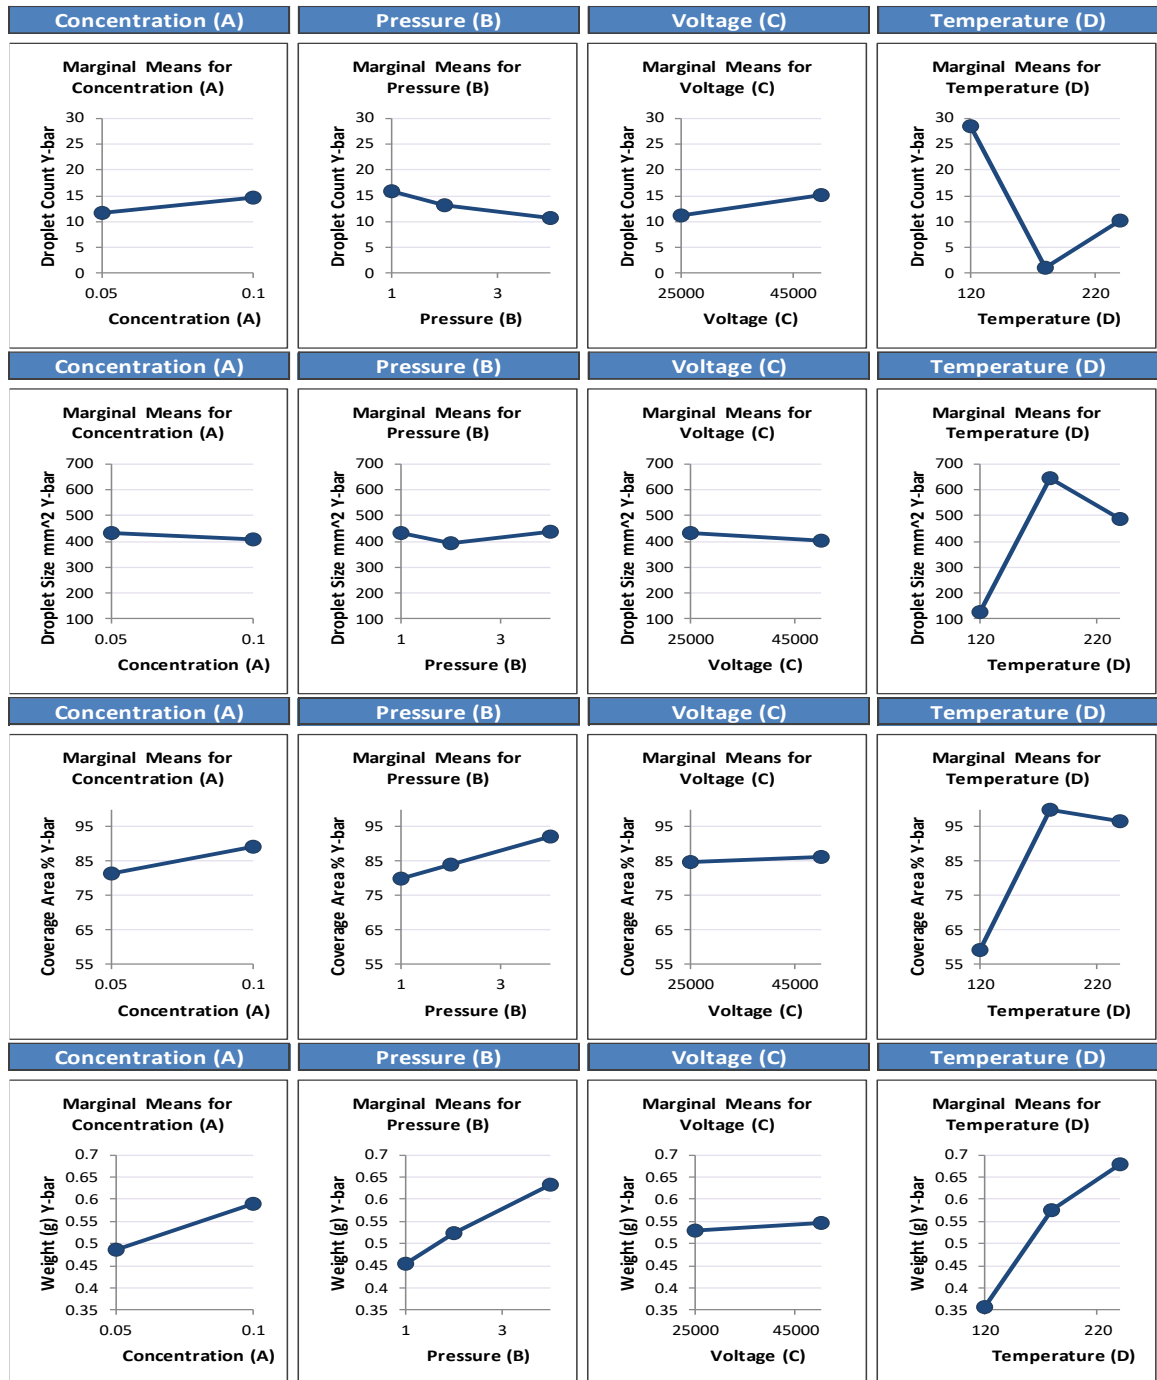 Concentration (A)
Pressure (B)
Voltage (C)
Temperature (D)
Marginal Means for
Concentration (A)
Droplet Count Y-bar
30
25
20
15
10
5
0
0.05
0.1
Concentration (A)
Marginal Means for
Pressure (B)
Droplet Count Y-bar
30
25
20
15
10
5
0
1
3
Pressure (B)
Marginal Means for
Voltage (C)
Droplet Count Y-bar
30
25
20
15
10
5
0
25000
45000
Voltage (C)
Marginal Means for
Temperature (D)
Droplet Count Y-bar
30
25
20
15
10
5
0
120
220
Temperature (D)
Concentration (A)
Pressure (B)
Voltage (C)
Temperature (D)
Marginal Means for
Concentration (A)
Droplet Size mm^2 Y-bar
700
600
500
400
300
200
100
0.05
0.1
Concentration (A)
Marginal Means for
Pressure (B)
Droplet Size mm^2 Y-bar
700
600
500
400
300
200
100
1
3
Pressure (B)
Marginal Means for
Voltage (C)
Droplet Size mm^2 Y-bar
700
600
500
400
300
200
100
25000
45000
Voltage (C)
Marginal Means for
Temperature (D)
Droplet Size mm^2 Y-bar
700
600
500
400
300
200
100
120
220
Temperature (D)
Concentration (A)
Pressure (B)
Voltage (C)
Temperature (D)
Marginal Means for
Concentration (A)
Coverage Area % Y-bar
95
85
75
65
55
0.05
0.1
Concentration (A)
Marginal Means for
Pressure (B)
Coverage Area % Y-bar
95
85
75
65
55
1
3
Pressure (B)
Marginal Means for
Voltage (C)
Coverage Area % Y-bar
95
85
75
65
55
25000
45000
Voltage (C)
Marginal Means for
Temperature (D)
Coverage Area % Y-bar
95
85
75
65
55
120
220
Temperature (D)
Concentration (A)
Pressure (B)
Voltage (C)
Temperature (D)
Marginal Means for
Concentration (A)
Weight (g) Y-bar
0.7
0.65
0.6
0.55
0.5
0.45
0.4
0.35
0.05
0.1
Concentration (A)
Marginal Means for
Pressure (B)
Weight (g) Y-bar
0.7
0.65
0.6
0.55
0.5
0.45
0.4
0.35
1
3
Pressure (B)
Marginal Means for
Voltage (C)
Weight (g) Y-bar
0.7
0.65
0.6
0.55
0.5
0.45
0.4
0.35
25000
45000
Voltage (C)
Marginal Means for
Temperature (D)
Weight (g) Y-bar
0.7
0.65
0.6
0.55
0.5
0.45
0.4
0.35
120
220
Temperature (D)